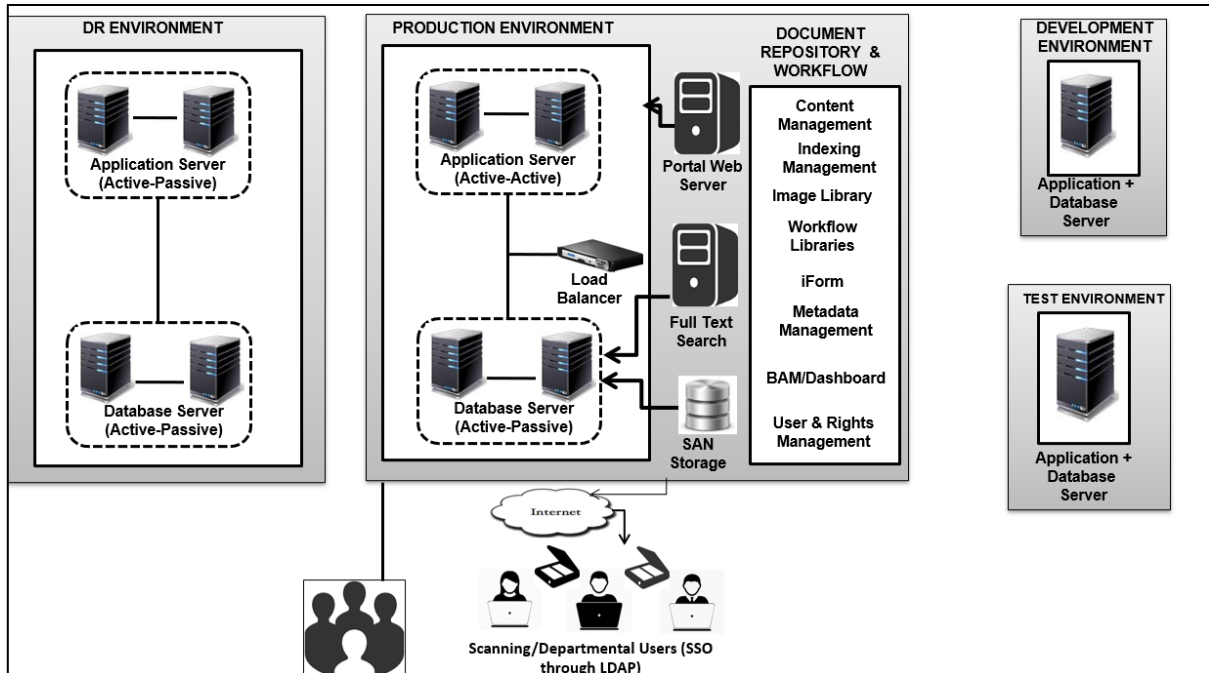 DR ENVIRONMENT
Application Server
(Active-Passive)
Database Server
(Active-Passive)
PRODUCTION ENVIRONMENT
Application Server
(Active-Active)
Load
Balancer
Database Server
(Active-Passive)
Portal Web
Server
Full Text
Search
SAN
Storage
DOCUMENT
REPOSITORY &
WORKFLOW
Content
Management
Indexing
Management
Image Library
Workflow
Libraries
iForm
Metadata
Management
BAM/Dashboard
User & Rights
Management
DEVELOPMENT
ENVIRONMENT
Application +
Database
Server
TEST ENVIRONMENT
Application +
Database
Server
Internet
Scanning/Departmental Users (SSO
through LDAP)